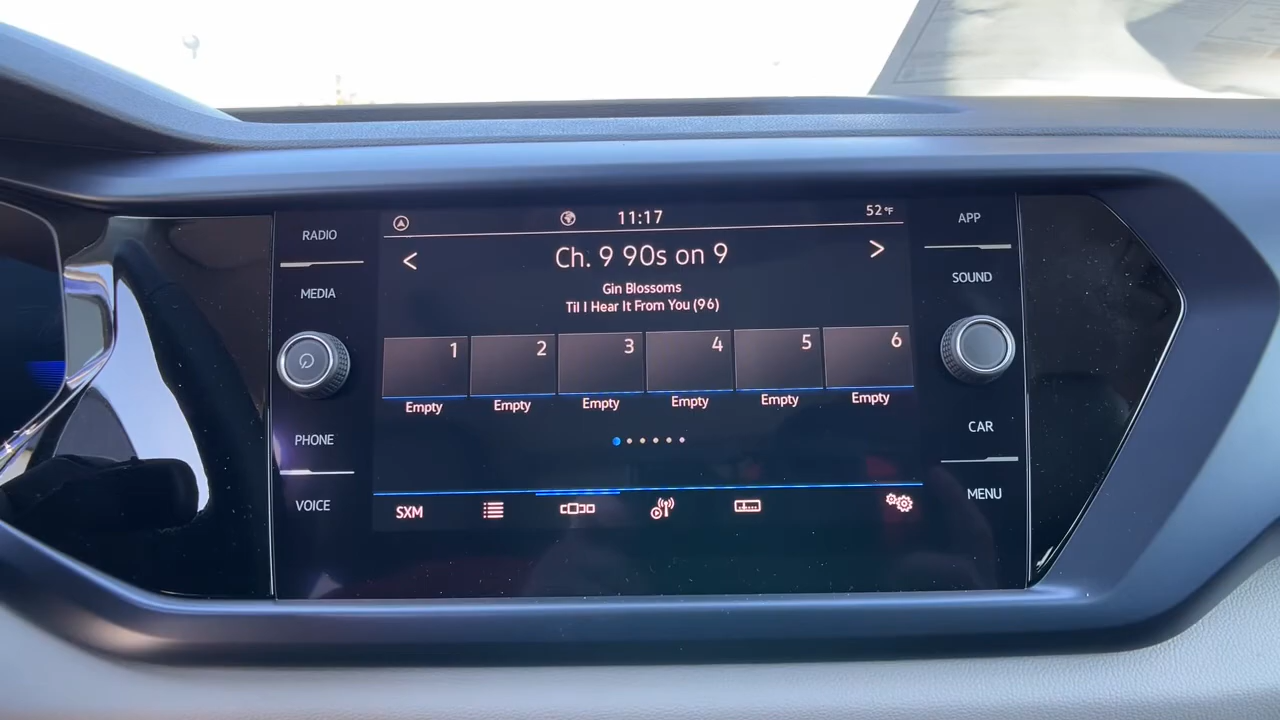 RADIO
MEDIA
PHONE
VOICE
11:17
52°F
< Ch. 9 90s on 9 >
Gin Blossoms
Til I Hear It From You (96)
1 2 3 4 5 6
Empty Empty Empty Empty Empty Empty
SXM
APP
SOUND
CAR
MENU